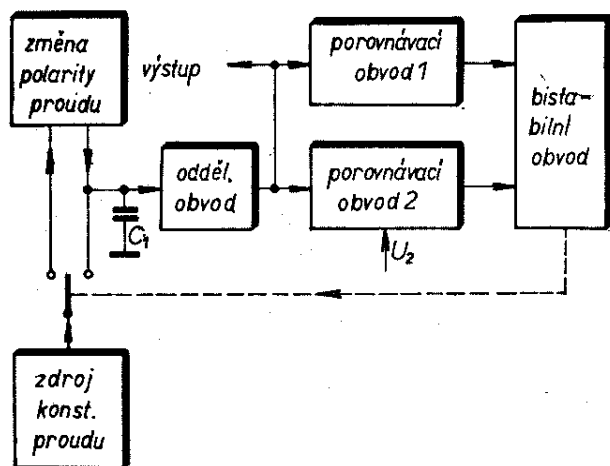 změna
polarity
proudu
výstup
porovnávací
obvod 1
bista-
bilní
obvod
odděl.
obvod
porovnávací
obvod 2
C1
U2
zdroj
konst.
proudu